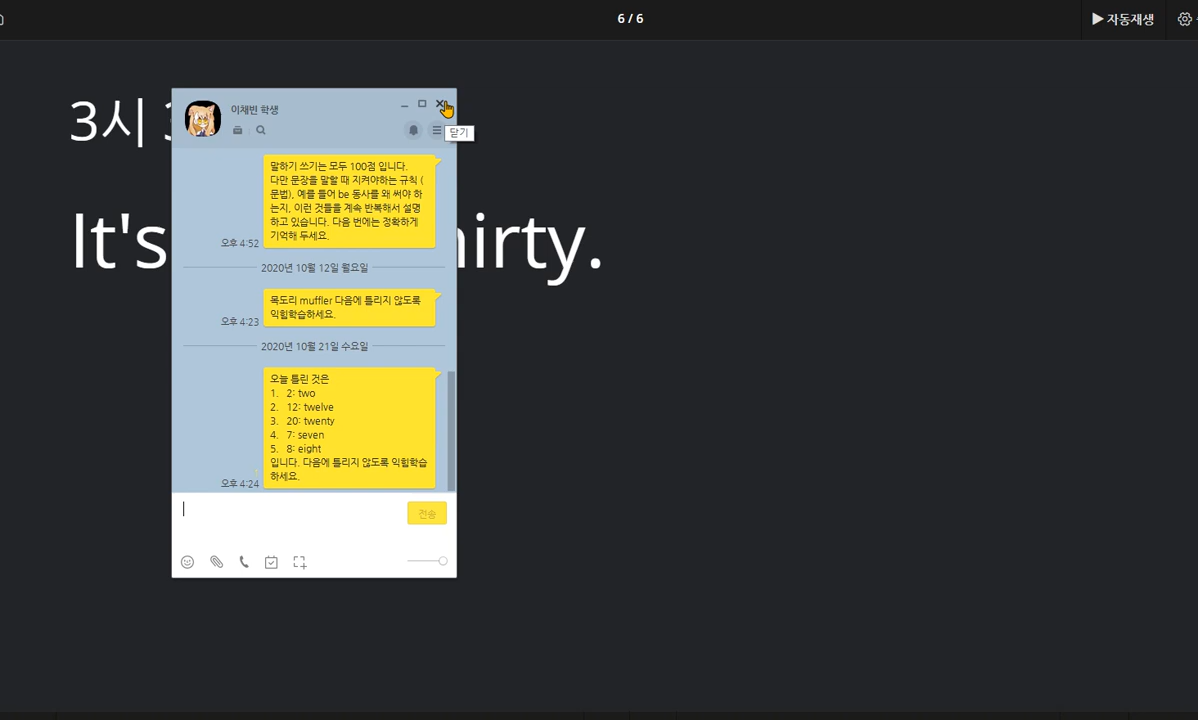 6 / 6
▶ 자동재생
3시
It's
hirty.
이채빈 학생
닫기
말하기 쓰기는 모두 100점 입니다.
다만 문장을 말할 때 지켜야하는 규칙 (
문법), 예를 들어 be 동사를 왜 써야 하
는지, 이런 것들을 계속 반복해서 설명
하고 있습니다. 다음 번에는 정확하게
기억해 두세요.
오후 4:52
2020년 10월 12일 월요일
목도리 muffler 다음에 틀리지 않도록
익힘학습하세요.
오후 4:23
2020년 10월 21일 수요일
오늘 틀린 것은
1. 2: two
2. 12: twelve
3. 20: twenty
4. 7: seven
5. 8: eight
입니다. 다음에 틀리지 않도록 익힘학습
하세요.
오후 4:24
전송